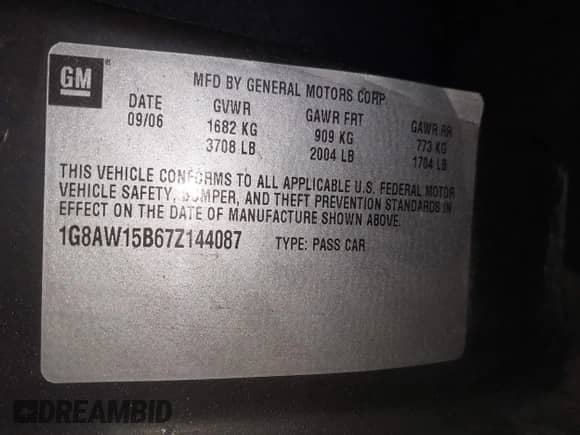 GM ®
MFD BY GENERAL MOTORS CORP
DATE GVWR GAWR FRT GAWR RR
09/06 1682 KG 909 KG 773 KG
3708 LB 2004 LB 1704 LB
THIS VEHICLE CONFORMS TO ALL APPLICABLE U.S. FEDERAL MOTOR
VEHICLE SAFETY, BUMPER, AND THEFT PREVENTION STANDARDS IN
EFFECT ON THE DATE OF MANUFACTURE SHOWN ABOVE.
1G8AW15B67Z144087 TYPE: PASS CAR
DREAMBID